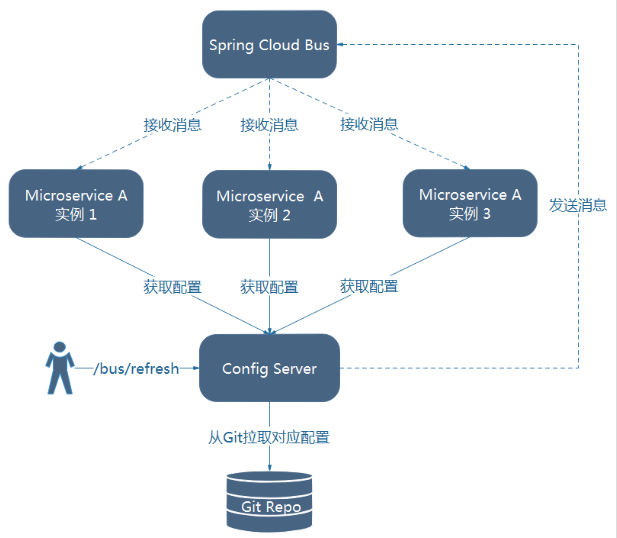 Spring Cloud Bus
接收消息
接收消息
接收消息
Microservice A
实例 1
Microservice A
实例 2
Microservice A
实例 3
发送消息
获取配置
获取配置
获取配置
/bus/refresh
Config Server
从Git拉取对应配置
Git Repo